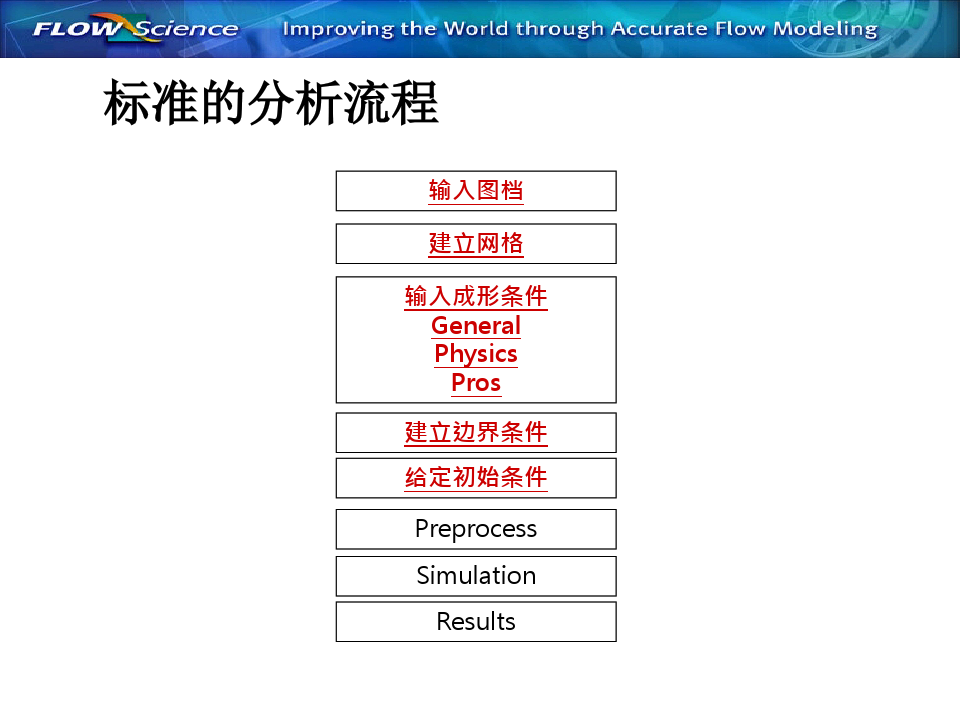 FLOW Science
Improving the World through Accurate Flow Modeling
标准的分析流程
输入图档
建立网格
输入成形条件
General
Physics
Pros
建立边界条件
给定初始条件
Preprocess
Simulation
Results